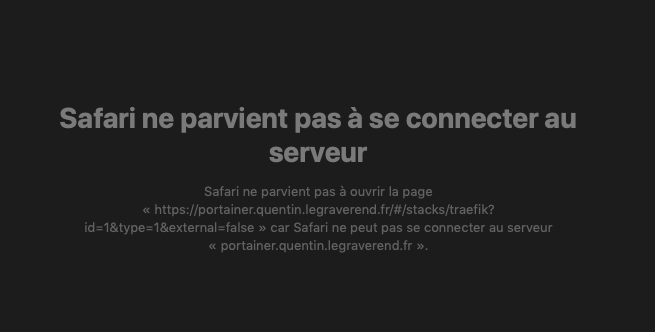 Safari ne parvient pas à se connecter au
serveur
Safari ne parvient pas à ouvrir la page
« https://portainer.quentin.legraverend.fr/#/stacks/traefik?
id=1&type=1&external=false » car Safari ne peut pas se connecter au serveur
« portainer.quentin.legraverend.fr ».